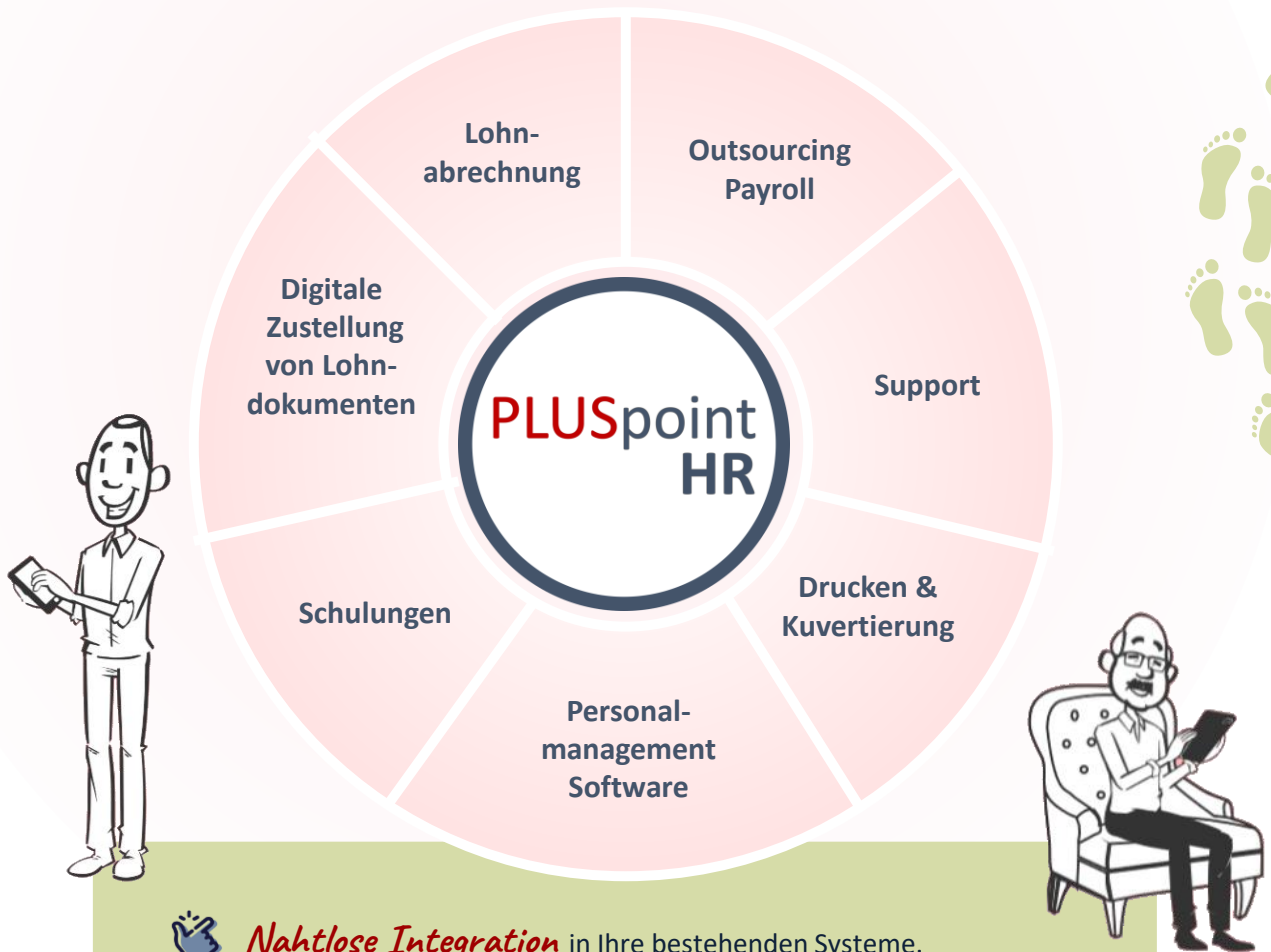 Lohn-
abrechnung
Outsourcing
Payroll
Digitale
Zustellung
von Lohn-
dokumenten
Support
PLUSpoint
HR
Schulungen
Drucken &
Kuvertierung
Personal-
management
Software
Nahtlose Integration in Ihre bestehenden Systeme.